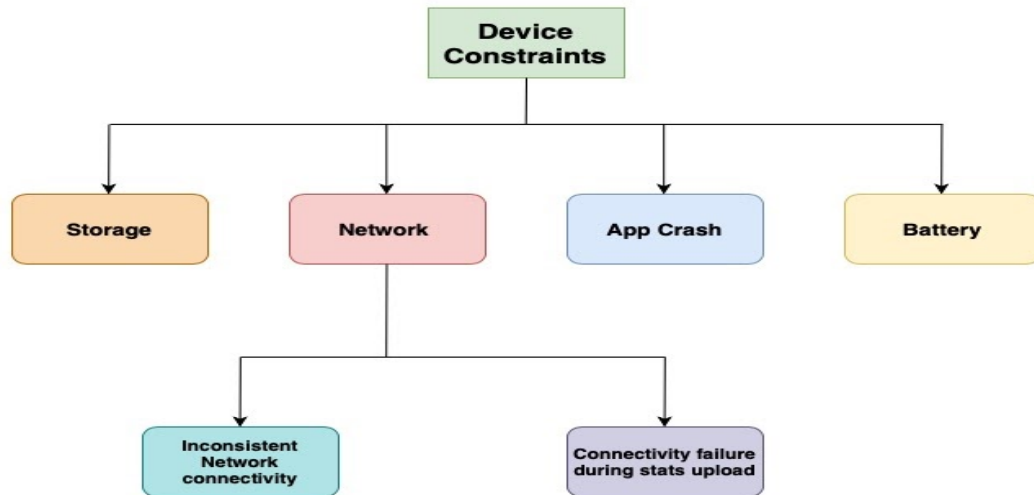 Device
Constraints
Storage
Network
App Crash
Battery
Inconsistent
Network
connectivity
Connectivity failure
during stats upload